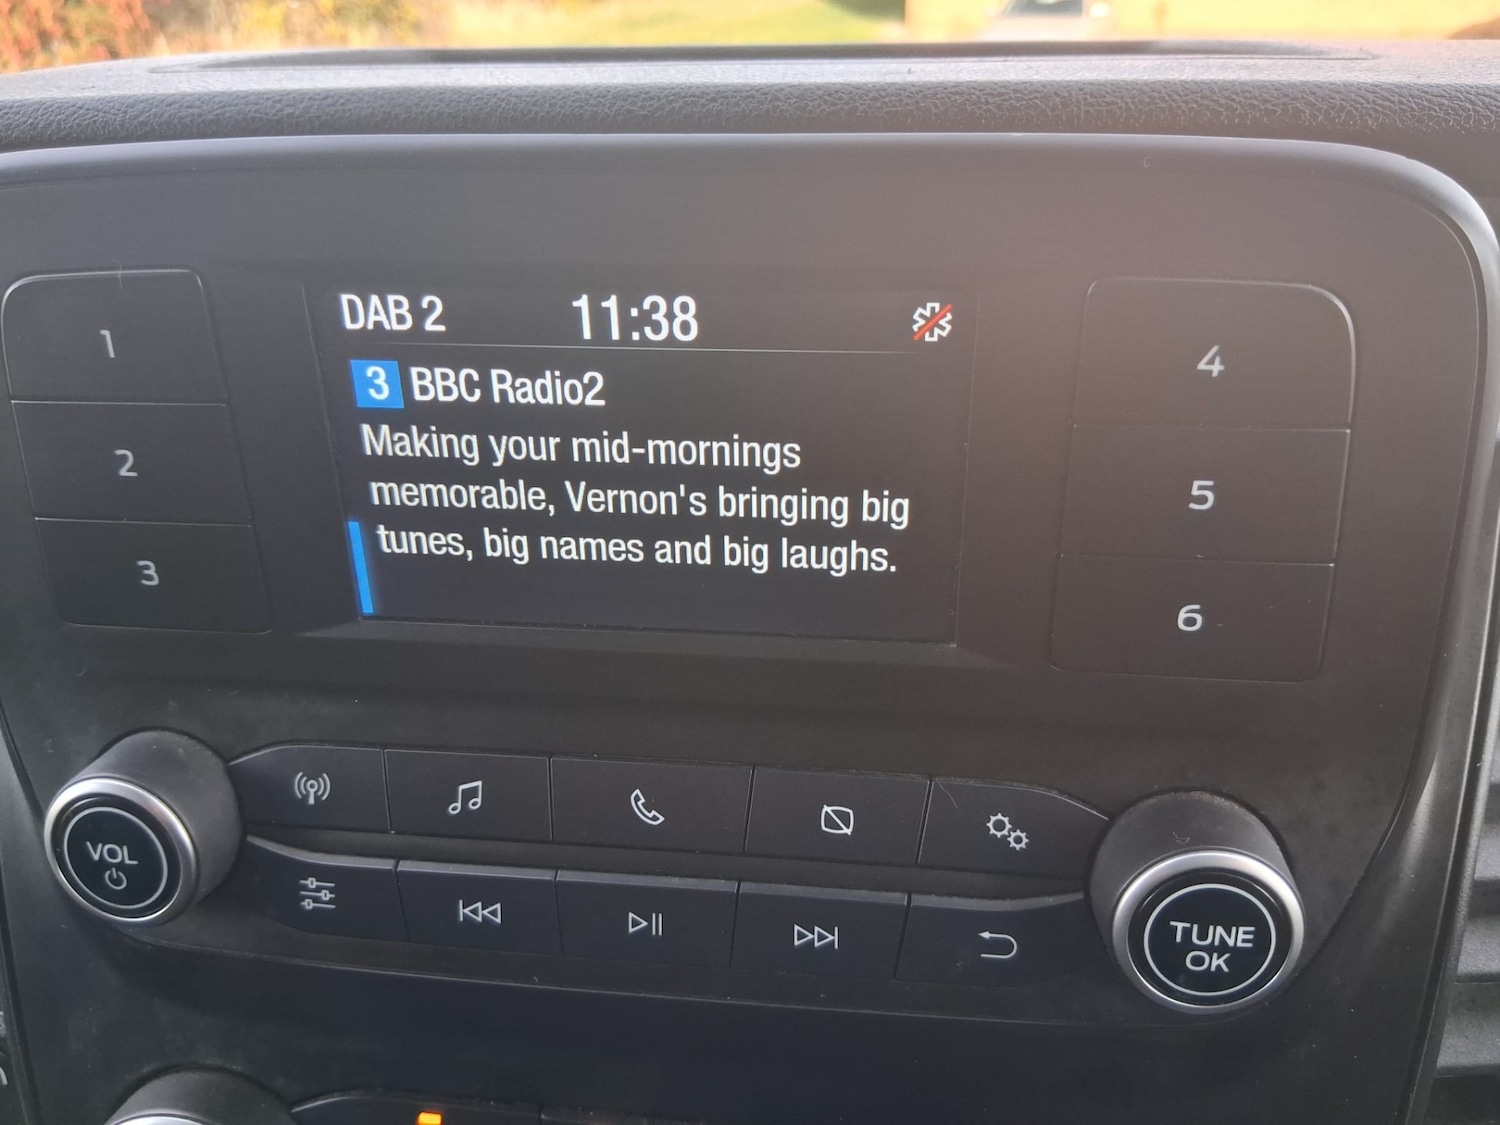 DAB 2 11:38
3 BBC Radio2
Making your mid-mornings
memorable, Vernon's bringing big
tunes, big names and big laughs.
1
2
3
4
5
6
VOL
TUNE
OK